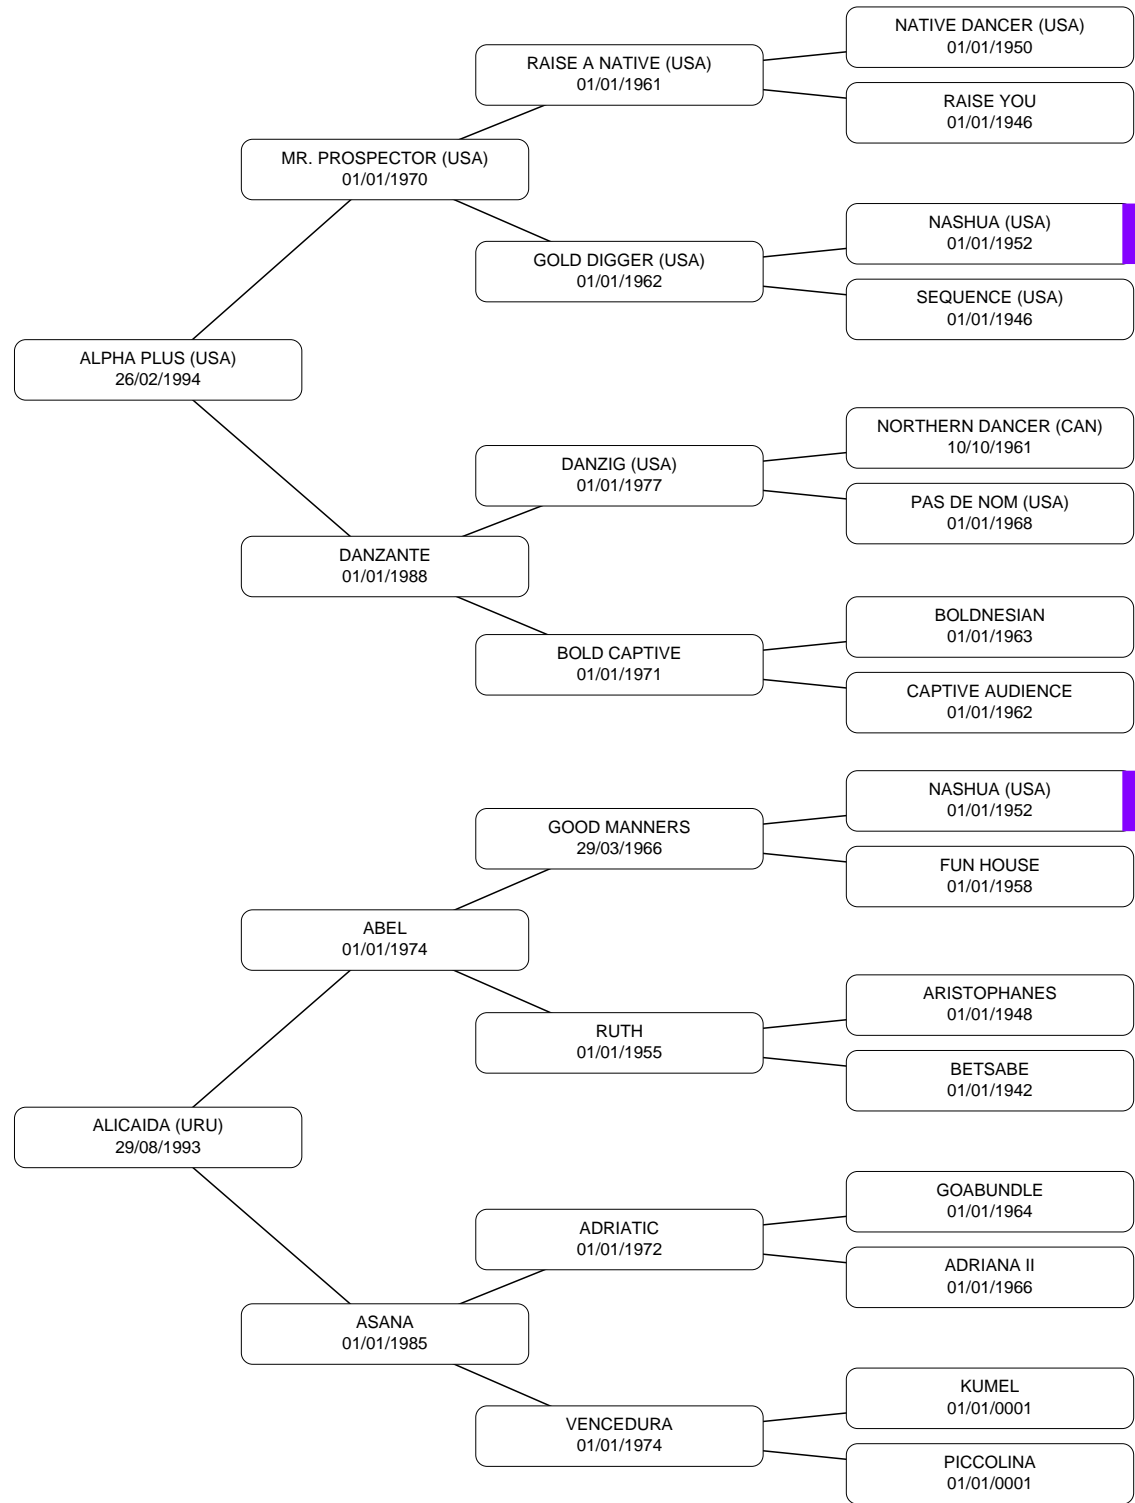 NATIVE DANCER (USA)
01/01/1950
RAISE A NATIVE (USA)
01/01/1961
RAISE YOU
01/01/1946
MR. PROSPECTOR (USA)
01/01/1970
NASHUA (USA)
01/01/1952
GOLD DIGGER (USA)
01/01/1962
SEQUENCE (USA)
01/01/1946
ALPHA PLUS (USA)
26/02/1994
NORTHERN DANCER (CAN)
10/10/1961
DANZIG (USA)
01/01/1977
PAS DE NOM (USA)
01/01/1968
DANZANTE
01/01/1988
BOLDNESIAN
01/01/1963
BOLD CAPTIVE
01/01/1971
CAPTIVE AUDIENCE
01/01/1962
NASHUA (USA)
01/01/1952
GOOD MANNERS
29/03/1966
FUN HOUSE
01/01/1958
ABEL
01/01/1974
ARISTOPHANES
01/01/1948
RUTH
01/01/1955
BETSABE
01/01/1942
ALICAIDA (URU)
29/08/1993
GOABUNDLE
01/01/1964
ADRIATIC
01/01/1972
ADRIANA II
01/01/1966
ASANA
01/01/1985
KUMEL
01/01/0001
VENCEDURA
01/01/1974
PICCOLINA
01/01/0001